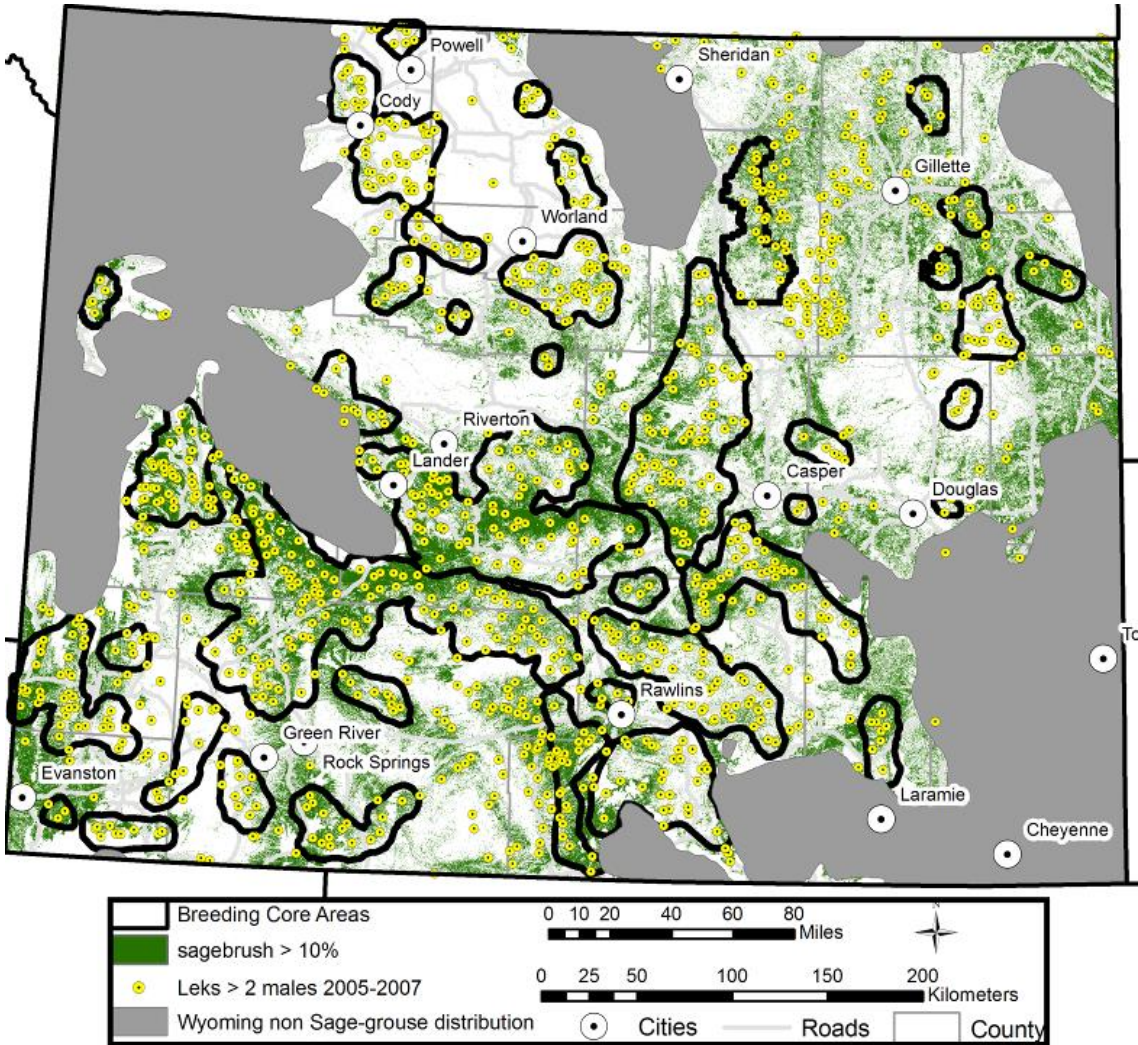 Powell
Sheridan
Cody
Gillette
Worland
Riverton
Lander
Casper
Douglas
To
Rawlins
Green River
Rock Springs
Evanston
Laramie
Cheyenne
Breeding Core Areas
sagebrush > 10%
Leks > 2 males 2005-2007
Wyoming non Sage-grouse distribution
0 10 20 40 60 80
Miles
N
0 25 50 100 150 200
Kilometers
Cities
Roads
County